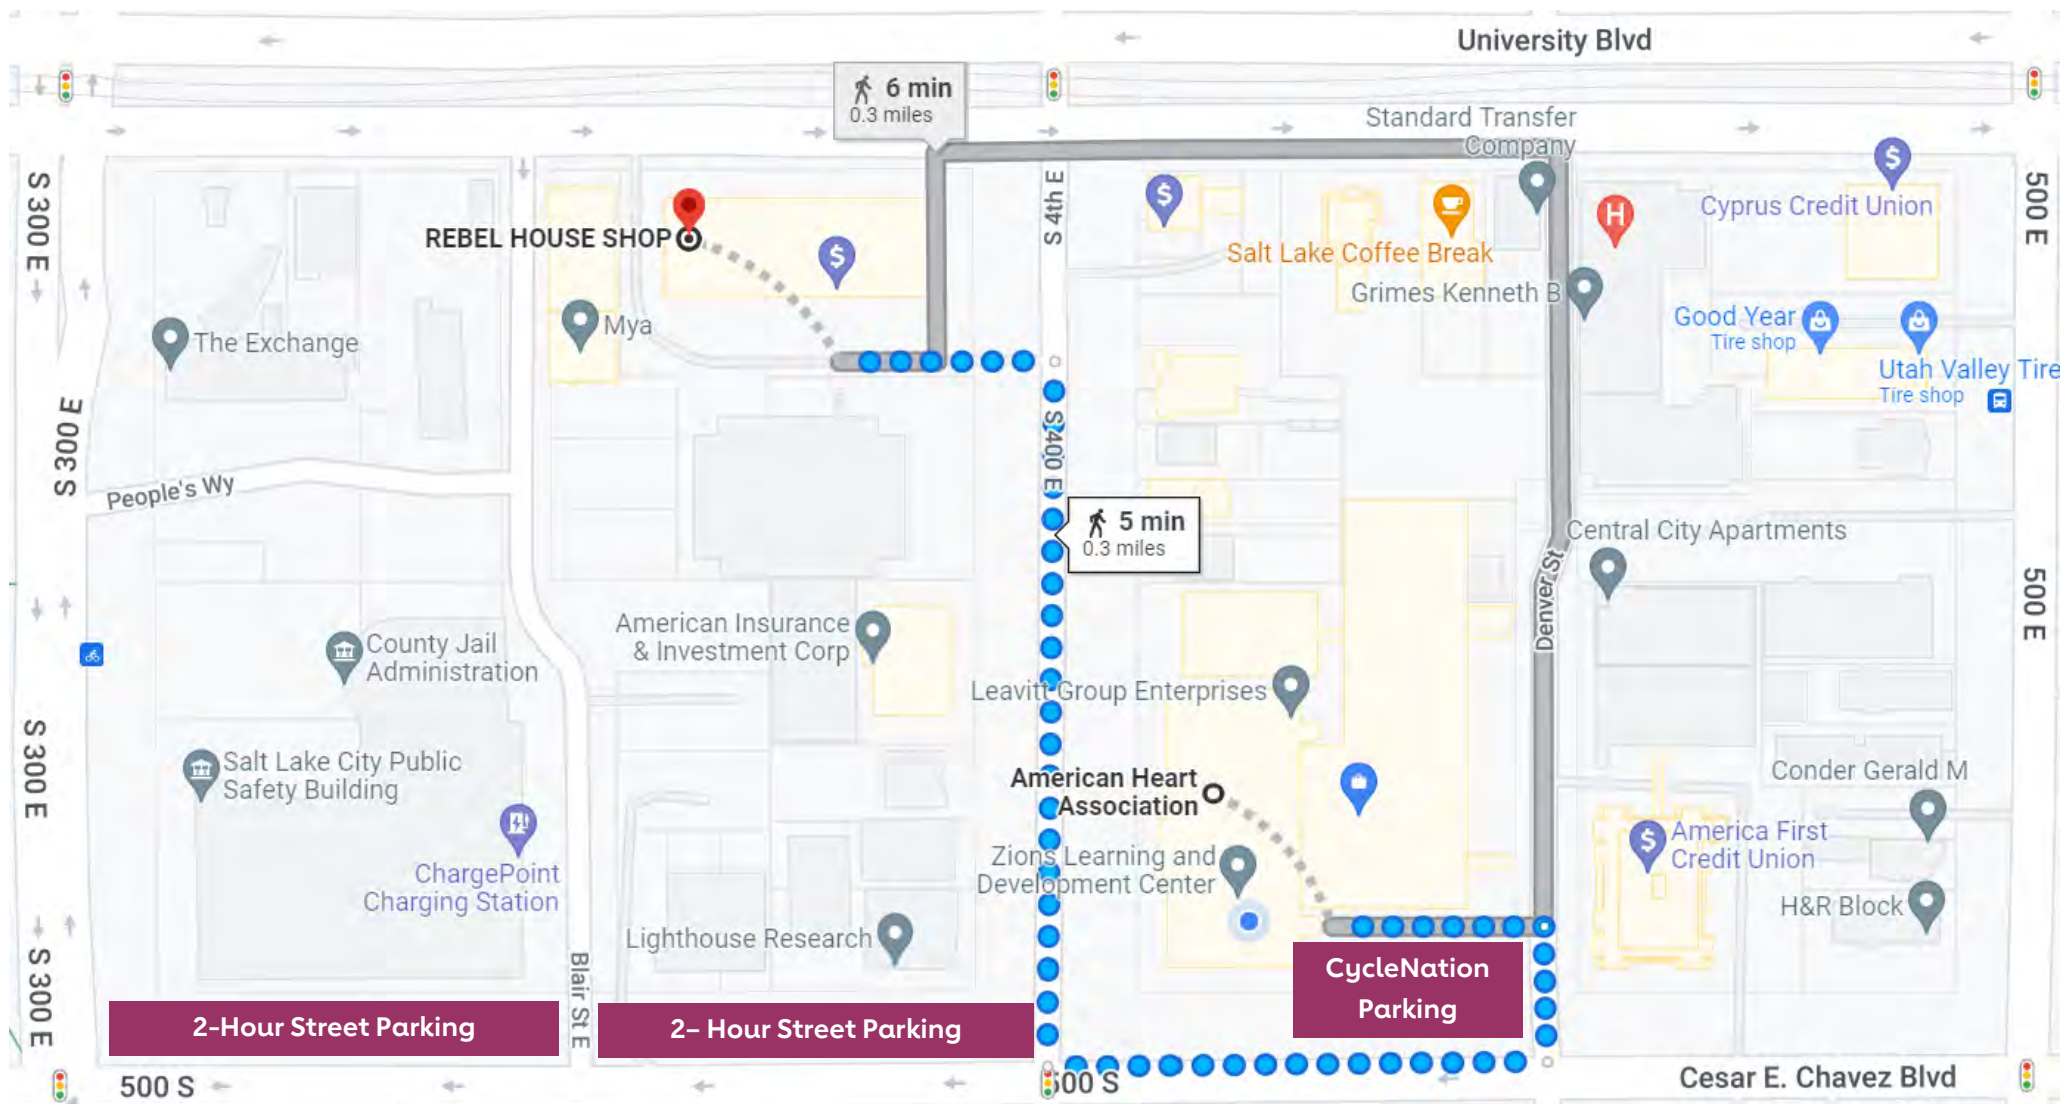 University Blvd
6 min
0.3 miles
Standard Transfer
Company
S 300 E
S 4th E
500 E
Cyprus Credit Union
REBEL HOUSE SHOP
$
$
H
$
Salt Lake Coffee Break
Grimes Kenneth B
The Exchange
Mya
Good Year
Tire shop
Utah Valley Tire
Tire shop
S 300 E
S 400 E
People's Wy
5 min
0.3 miles
Central City Apartments
Denver St
500 E
American Insurance
& Investment Corp
County Jail
Administration
Leavitt Group Enterprises
S 300 E
Salt Lake City Public
Safety Building
American Heart
Association
Conder Gerald M
$
America First
Credit Union
ChargePoint
Charging Station
Zions Learning and
Development Center
H&R Block
Lighthouse Research
S 300 E
Blair St E
CycleNation
Parking
2-Hour Street Parking
2– Hour Street Parking
500 S
500 S
Cesar E. Chavez Blvd